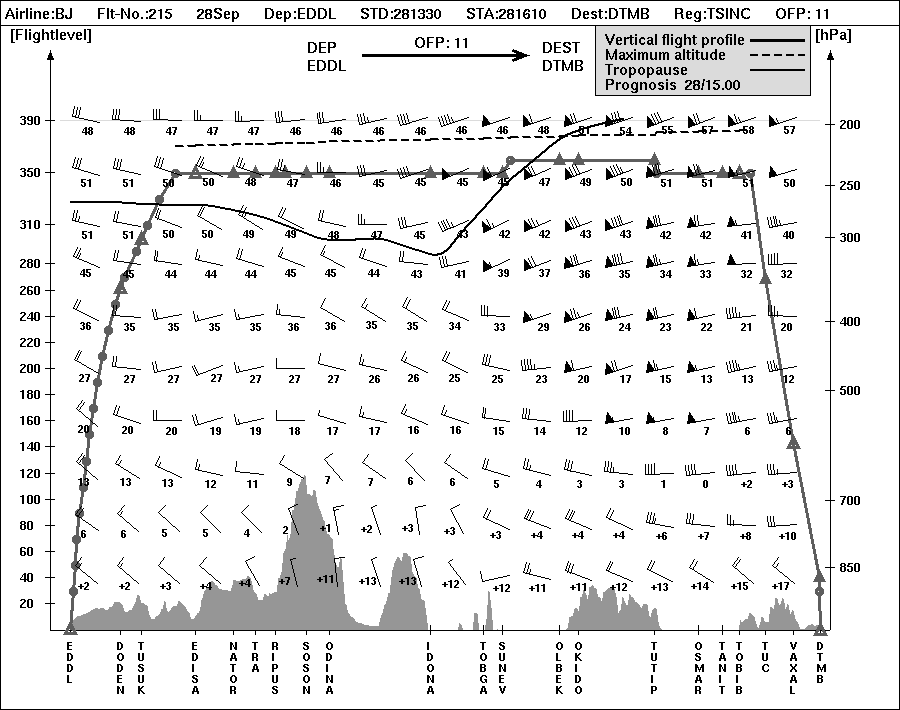 Airline:BJ Flt-No.:215 28Sep Dep:EDDL STD:281330 STA:281610 Dest:DTMB Reg:TSINC OFP: 11
[Flightlevel] [hPa]
DEP OFP: 11 DEST
EDDL DTMB
Vertical flight profile
Maximum altitude
Tropopause
Prognosis 28/15.00
390 200
48 48 47 47 47 46 46 46 46 46 46 48 51 54 55 57 58 57
350 250
51 51 50 50 48 47 46 45 45 45 45 47 49 50 51 51 51 50
310 300
51 51 50 50 49 49 48 47 45 43 42 42 43 43 42 42 41 40
280
45 45 44 44 44 45 45 44 43 41 39 37 36 35 34 33 32 32
260
240 400
36 35 35 35 35 36 36 35 35 34 33 29 26 24 23 22 21 20
220
200 500
27 27 27 27 27 27 27 26 26 25 25 23 20 17 15 13 13 12
180
160
20 20 20 19 19 18 17 17 16 16 15 14 12 10 8 7 6 6
140
120
13 13 13 12 11 9 7 7 6 6 5 4 3 3 1 0 +2 +3
100 700
80
6 6 5 5 4 2 +1 +2 +3 +3 +3 +4 +4 +4 +6 +7 +8 +10
60 850
40
+2 +2 +3 +4 +4 +7 +11 +13 +13 +12 +12 +11 +12 +11 +13 +14 +15 +17
20
EDDL
DODEN
TUSUK
EDISA
NATOR
TRA
RIPUS
SOSON
ODINA
IDONA
TOBGA
SUNEV
OLBEK
OKIDO
TUTIP
OSMAR
TANIT
TOBIB
TUC
VAXAL
DTMB